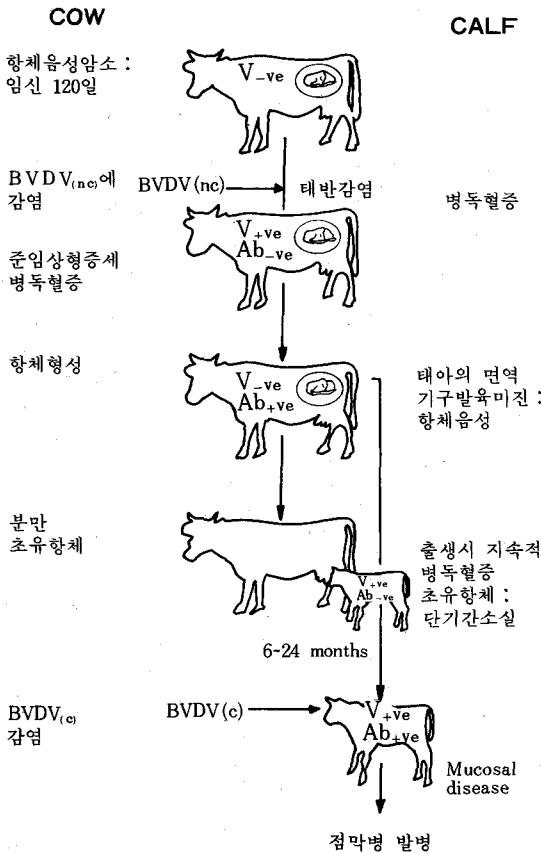 COW
CALF
항체음성암소 :
임신 120일
V-ve
BVDV(nc)에
감염
BVDV(nc)
태반감염
병독혈증
V+ve
Ab-ve
준임상형증세
병독혈증
항체형성
V-ve
Ab+ve
태아의 면역
기구발육미진 :
항체음성
분만
초유항체
V+ve
Ab-ve
출생시 지속적
병독혈증
초유항체 :
단기간소실
6-24 months
BVDV(c)
감염
BVDV(c)
V+ve
Ab+ve
Mucosal
disease
점막병 발병